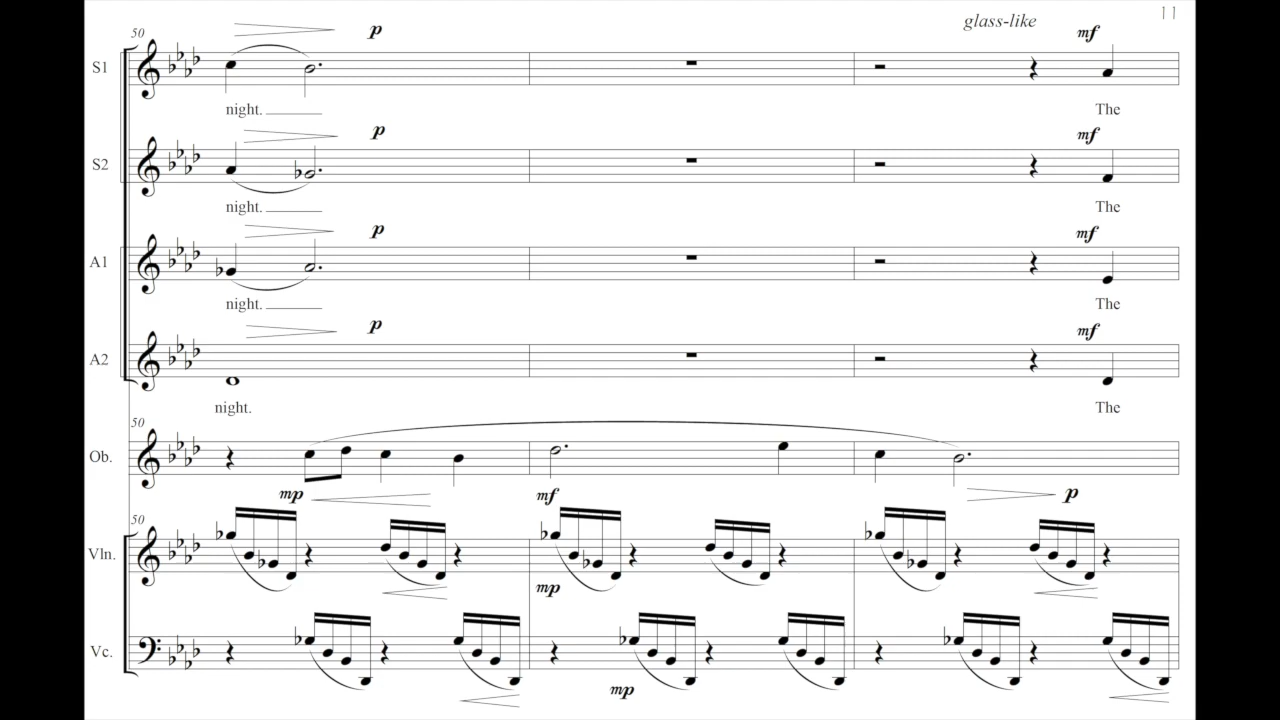 11
glass-like
50 p mf
S1
night. The
p mf
S2
night. The
p mf
A1
night. The
p mf
A2
night. The
50
Ob.
mp mf p
50
Vln.
mp
Vc.
mp